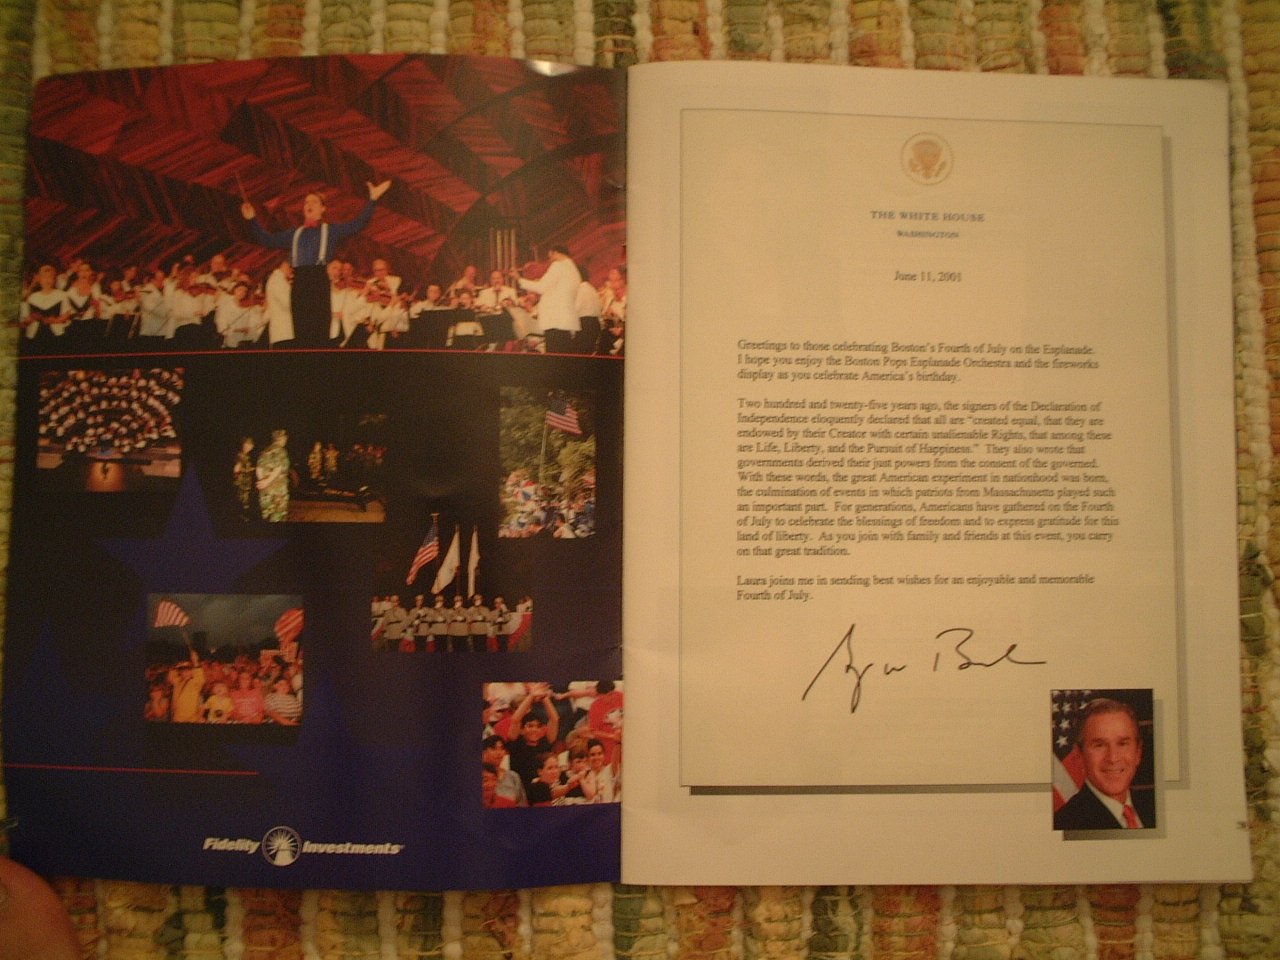 Fidelity Investments
THE WHITE HOUSE
WASHINGTON
June 11, 2001
Greetings to those celebrating Boston's Fourth of July on the Esplanade.
I hope you enjoy the Boston Pops Esplanade Orchestra and the fireworks
display as you celebrate America's birthday.
Two hundred and twenty-five years ago, the signers of the Declaration of
Independence eloquently declared that all are "created equal, that they are
endowed by their Creator with certain unalienable Rights, that among these
are Life, Liberty, and the Pursuit of Happiness." They also wrote that
governments derived their just powers from the consent of the governed.
With these words, the great American experiment in nationhood was born,
the culmination of events in which patriots from Massachusetts played such
an important part. For generations, Americans have gathered on the Fourth
of July to celebrate the blessings of freedom and to express gratitude for this
land of liberty. As you join with family and friends at this event, you carry
on that great tradition.
Laura joins me in sending best wishes for an enjoyable and memorable
Fourth of July.